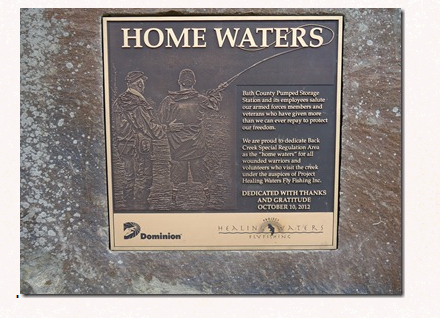 HOME WATERS
Bath County Pumped Storage
Station and its employees salute
our armed forces members and
veterans who have given more
than we can ever repay to protect
our freedom.
We are proud to dedicate Back
Creek Special Regulation Area
as the "home waters" for all
wounded warriors and
volunteers who visit the creek
under the auspices of Project
Healing Waters Fly Fishing Inc.
DEDICATED WITH THANKS
AND GRATITUDE
OCTOBER 10, 2012
Dominion
PROJECT
HEALING WATERS
FLY FISHING